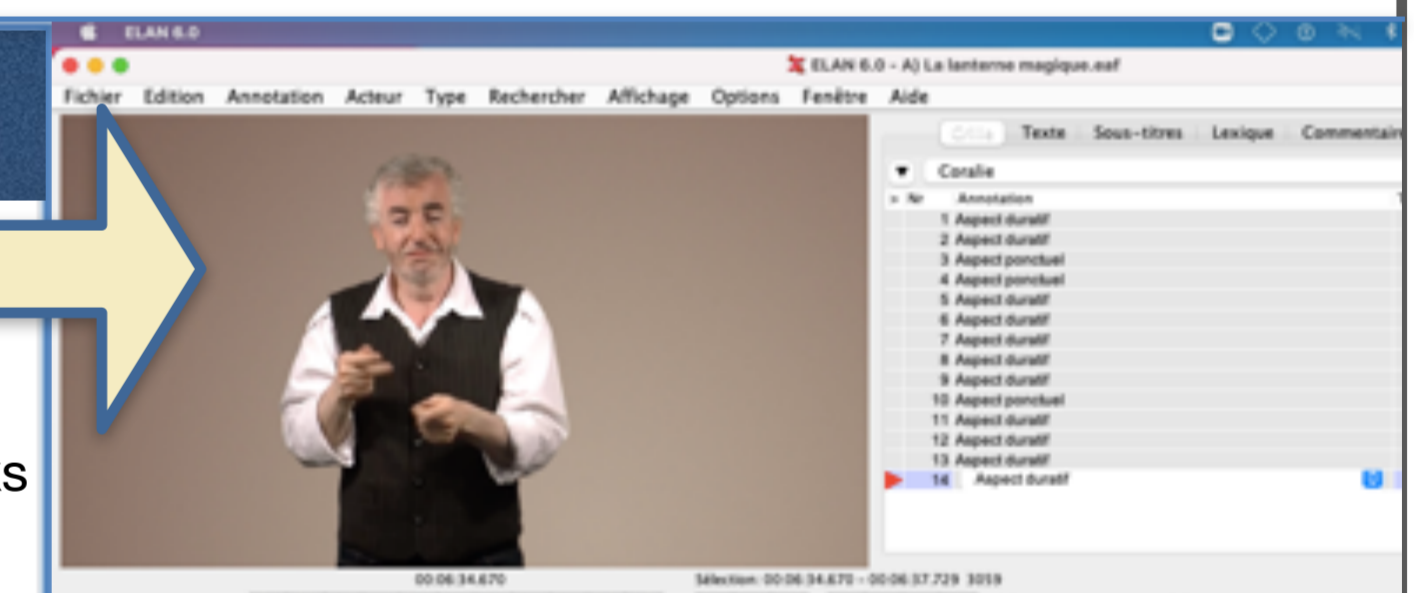 ELAN 6.0
ELAN 6.0 - A) La lanterne magique.eaf
Fichier Edition Annotation Acteur Type Rechercher Affichage Options Fenêtre Aide
Grille Texte Sous-titres Lexique Commentair
Coralie
> Nr Annotation T
1 Aspect duratif
2 Aspect duratif
3 Aspect ponctuel
4 Aspect ponctuel
5 Aspect duratif
6 Aspect duratif
7 Aspect duratif
8 Aspect duratif
9 Aspect duratif
10 Aspect ponctuel
11 Aspect duratif
12 Aspect duratif
13 Aspect duratif
14 Aspect duratif
00:06:34.670 Sélection: 00:06:34.670 - 00:06:37.729 3059